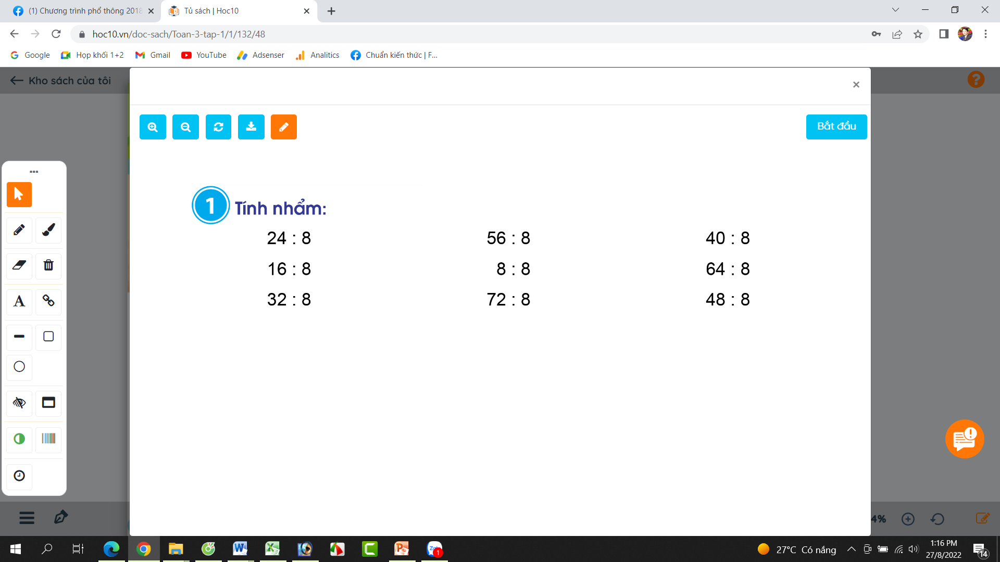 (1) Chương trình phổ thông 2018
Tủ sách | Hoc10
hoc10.vn/doc-sach/Toan-3-tap-1/1/132/48
Google
Họp khối 1+2
Gmail
YouTube
Adsenser
Analitics
Chuẩn kiến thức | F...
Kho sách của tôi
Bắt đầu
1 Tính nhẩm:
24 : 8 56 : 8 40 : 8
16 : 8 8 : 8 64 : 8
32 : 8 72 : 8 48 : 8
4%
27°C Có nắng
1:16 PM
27/8/2022
14
1